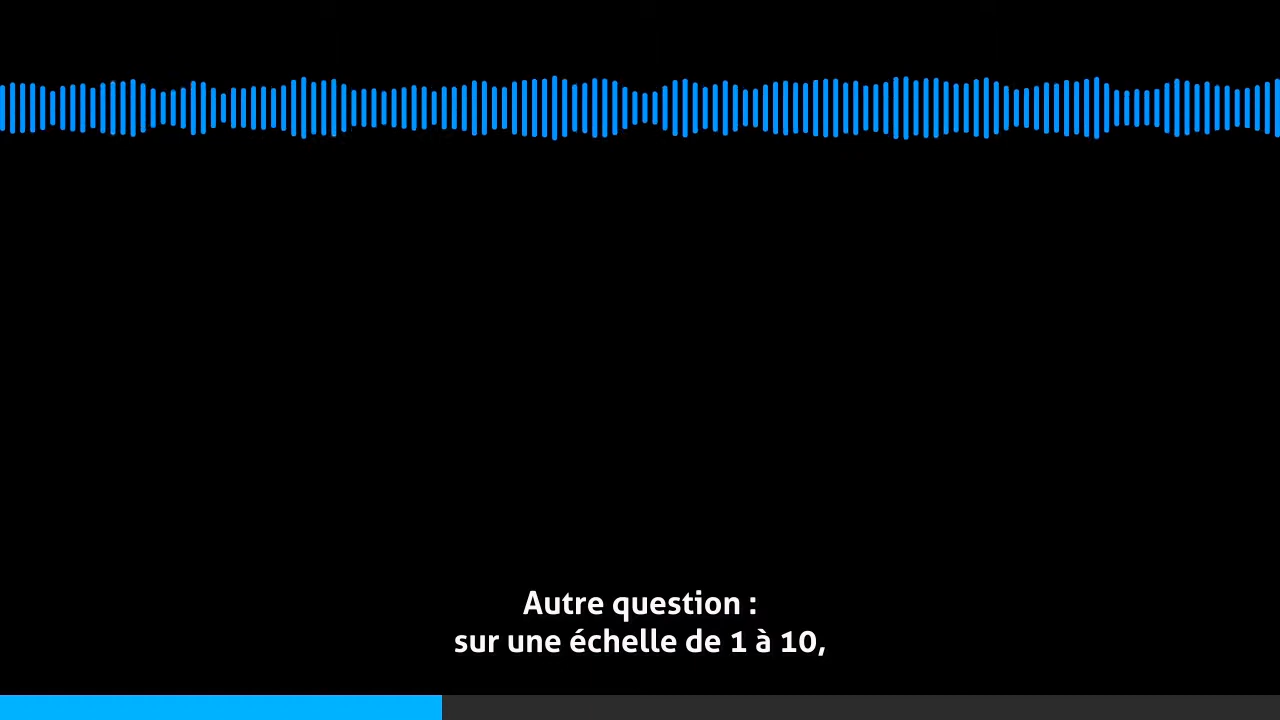 Autre question :
sur une échelle de 1 à 10,